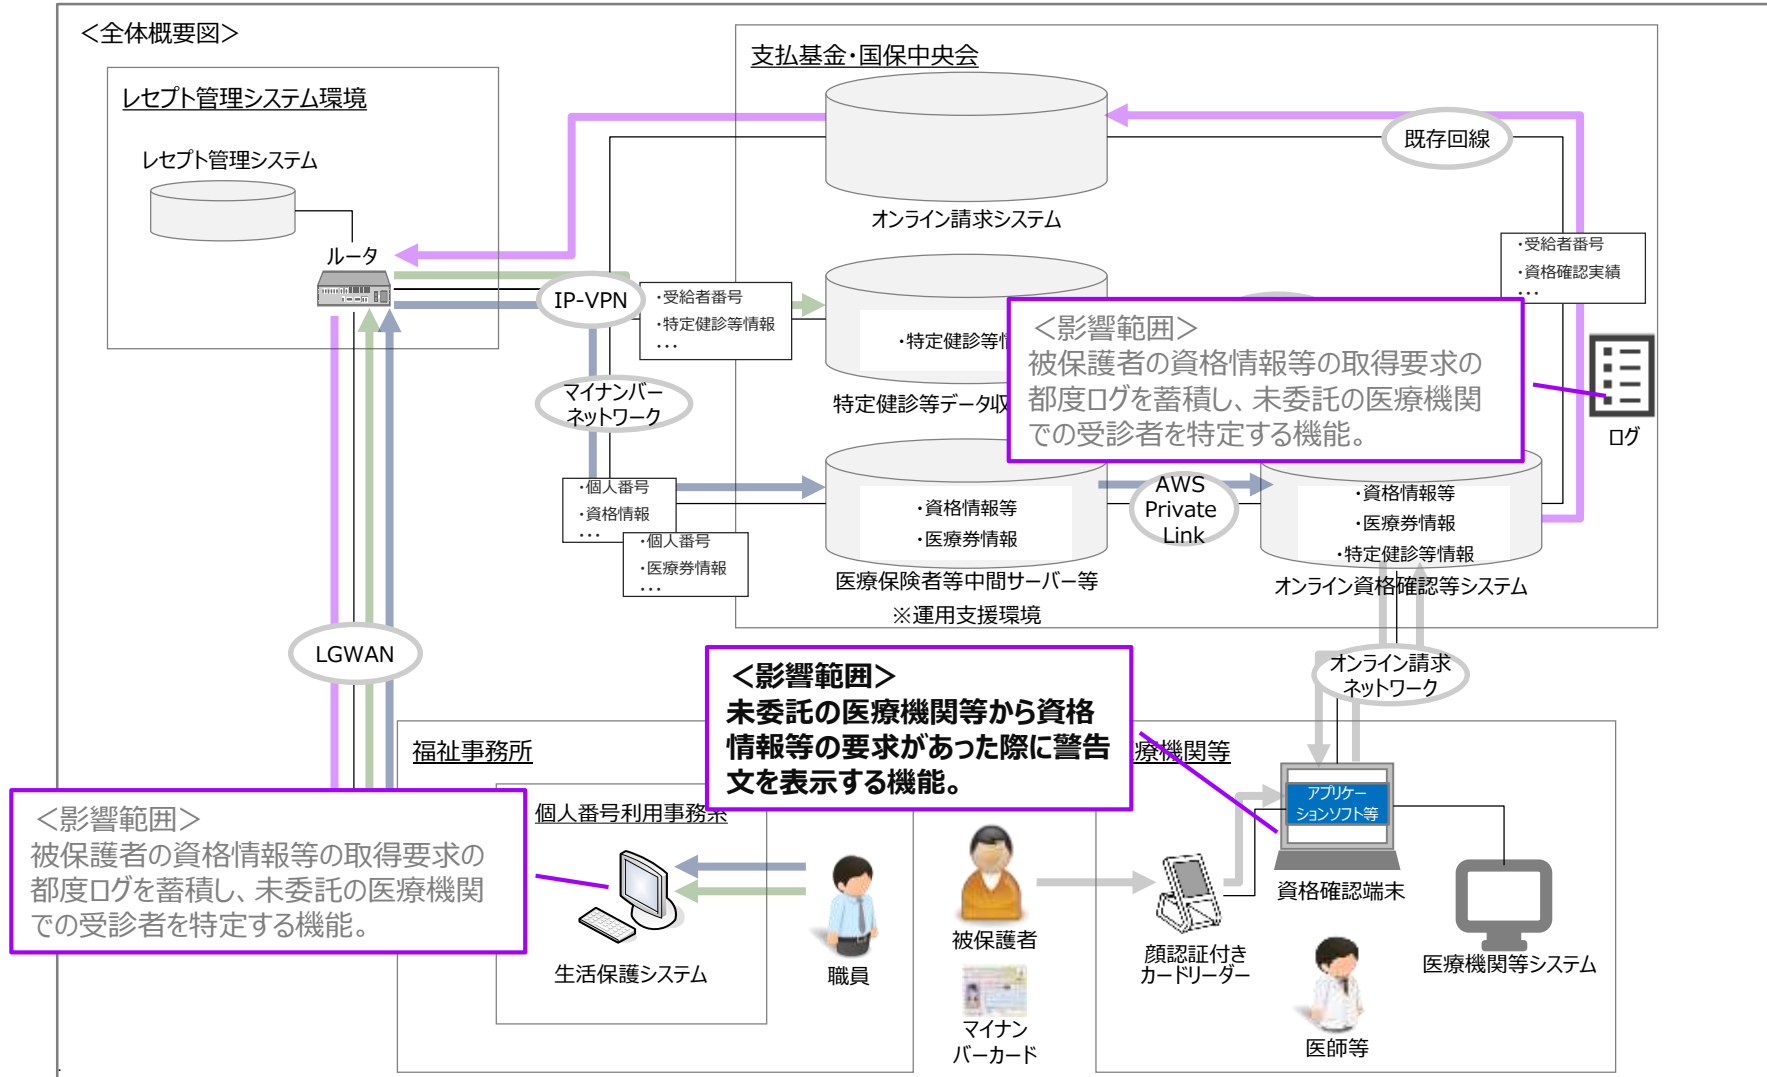 ＜全体概要図＞
レセプト管理システム環境
レセプト管理システム
ルータ
支払基金・国保中央会
オンライン請求システム
既存回線
・受給者番号
・資格確認実績
・・・
IP-VPN
・受給者番号
・特定健診等情報
・・・
・特定健診等
特定健診等データ収
＜影響範囲＞
被保護者の資格情報等の取得要求の
都度ログを蓄積し、未委託の医療機関
での受診者を特定する機能。
ログ
マイナンバー
ネットワーク
・個人番号
・資格情報
・・・
・個人番号
・医療券情報
・・・
・資格情報等
・医療券情報
医療保険者等中間サーバー等
※運用支援環境
AWS
Private
Link
・資格情報等
・医療券情報
・特定健診等情報
オンライン資格確認等システム
LGWAN
オンライン請求
ネットワーク
＜影響範囲＞
未委託の医療機関等から資格
情報等の要求があった際に警告
文を表示する機能。
福祉事務所
個人番号利用事務系
＜影響範囲＞
被保護者の資格情報等の取得要求の
都度ログを蓄積し、未委託の医療機関
での受診者を特定する機能。
生活保護システム
職員
被保護者
マイナン
バーカード
療機関等
アプリケー
ションソフト等
資格確認端末
顔認証付き
カードリーダー
医師等
医療機関等システム